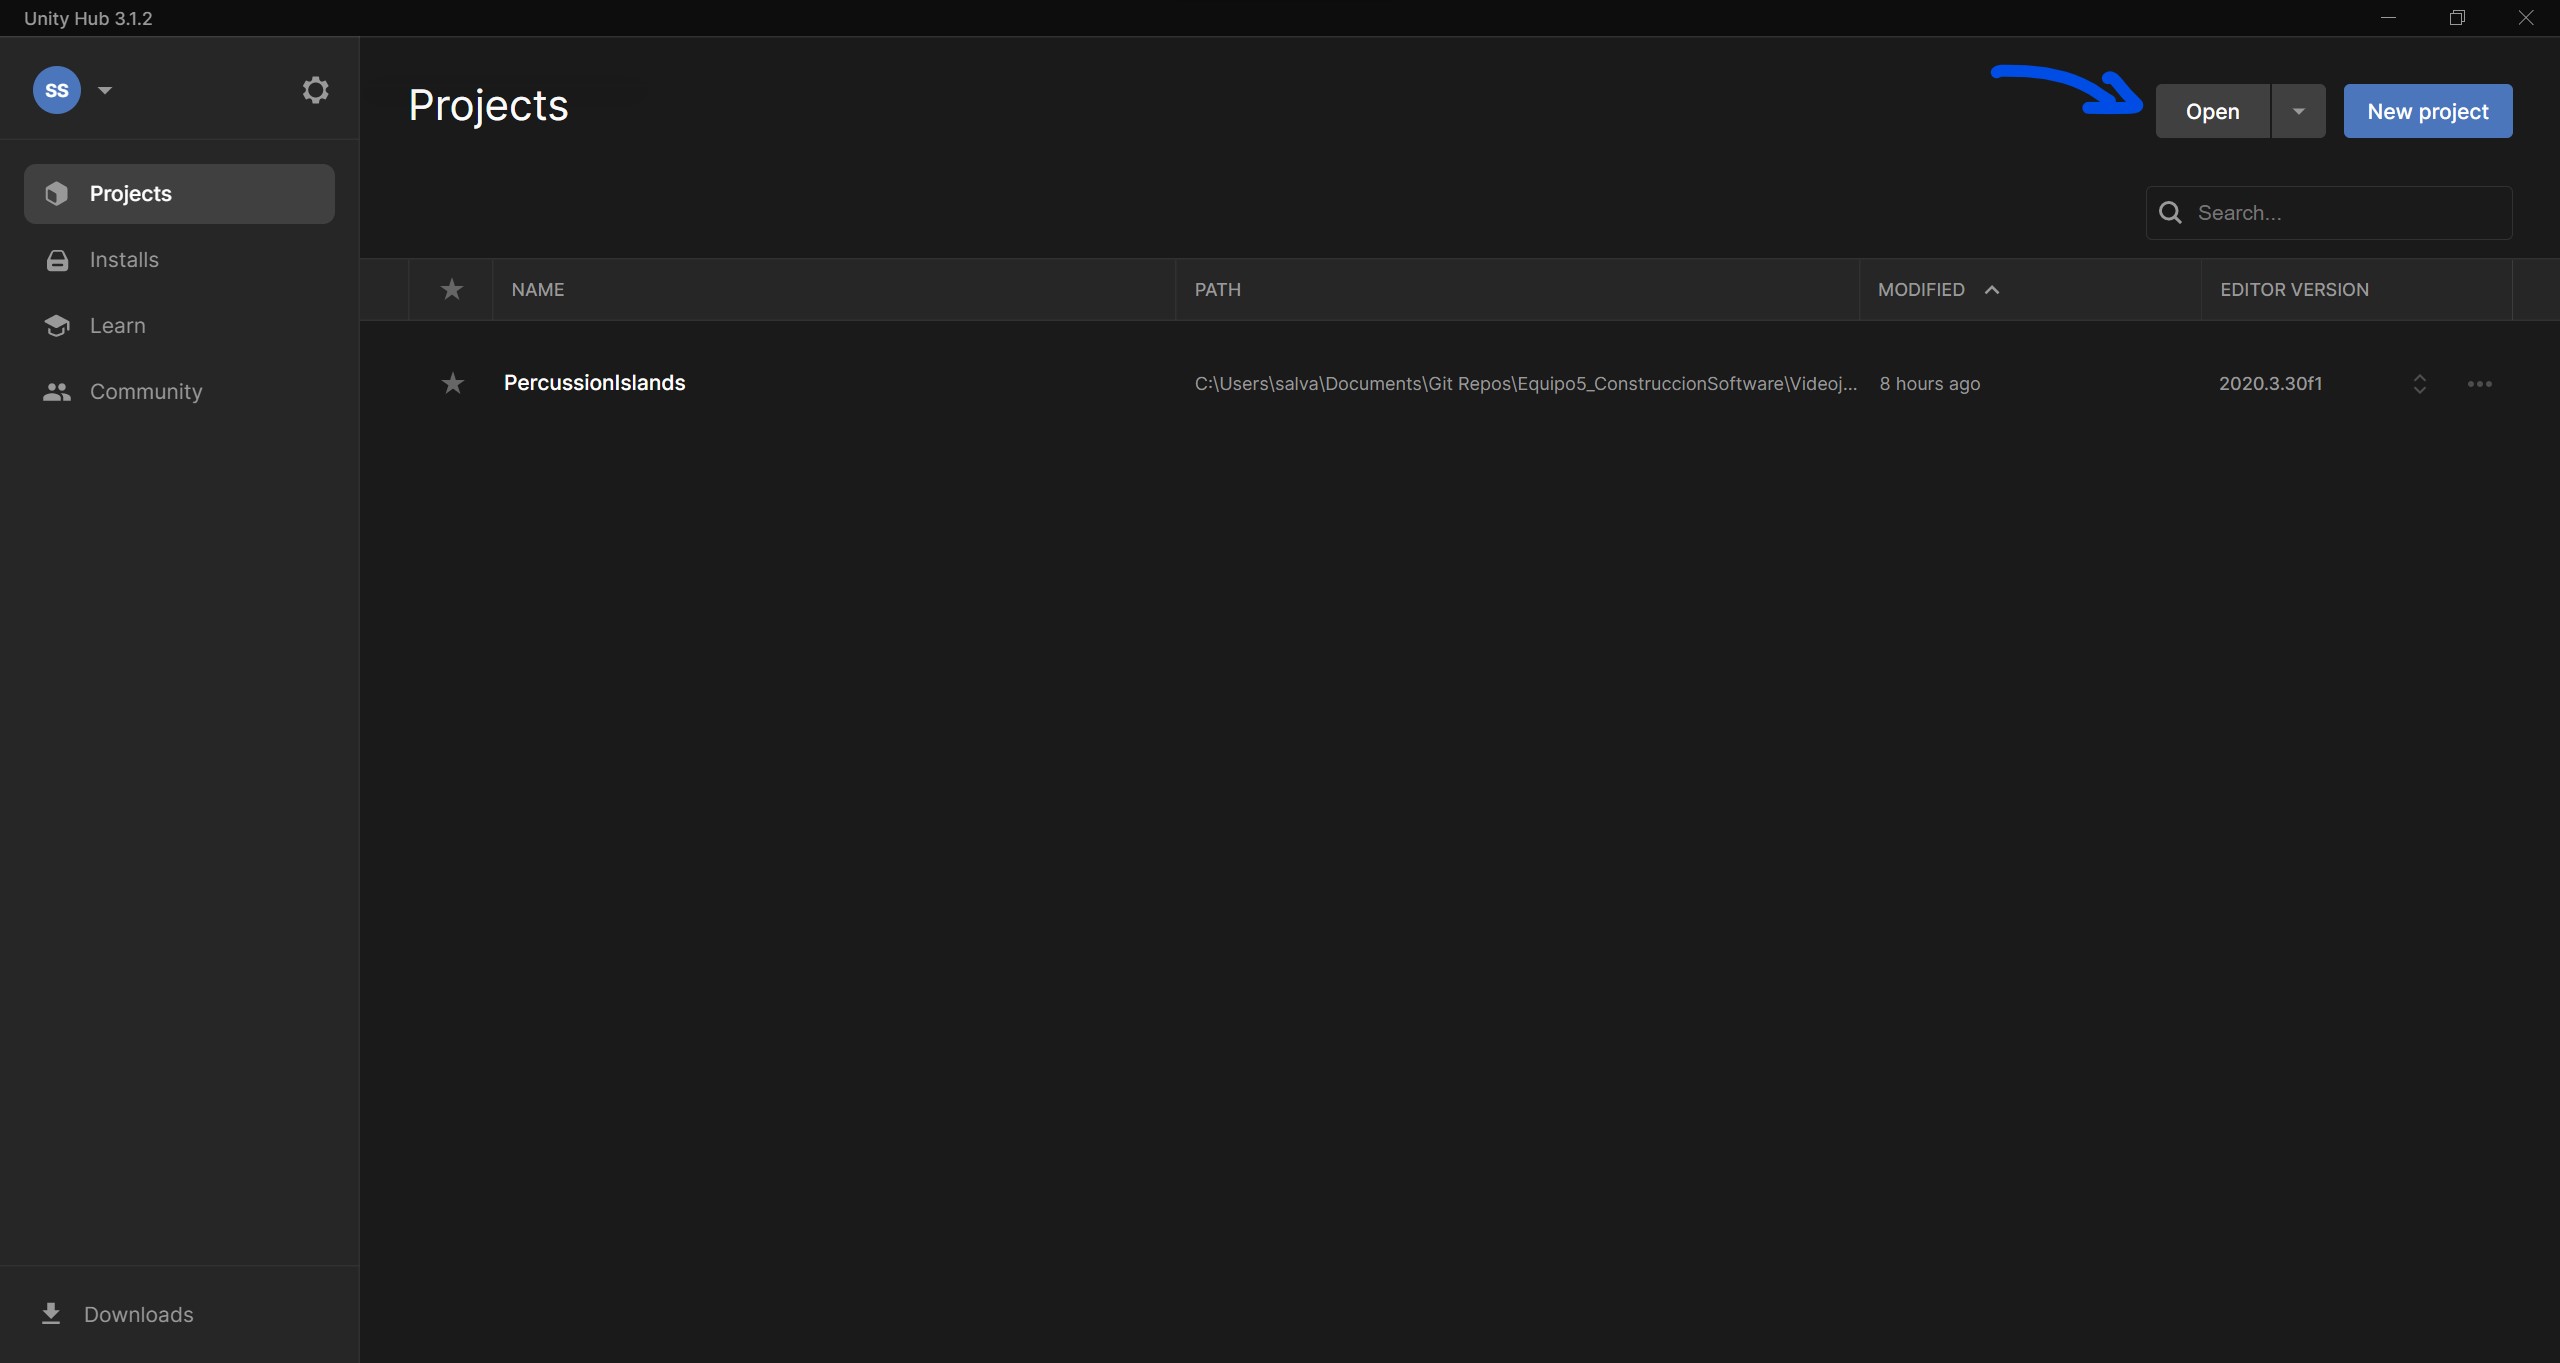 Unity Hub 3.1.2
SS
Projects
Open
New project
Projects
Search...
Installs
NAME
PATH
MODIFIED
EDITOR VERSION
Learn
PercussionIslands
C:\Users\salva\Documents\Git Repos\Equipo5_ConstruccionSoftware\Videoj...
8 hours ago
2020.3.30f1
Community
Downloads